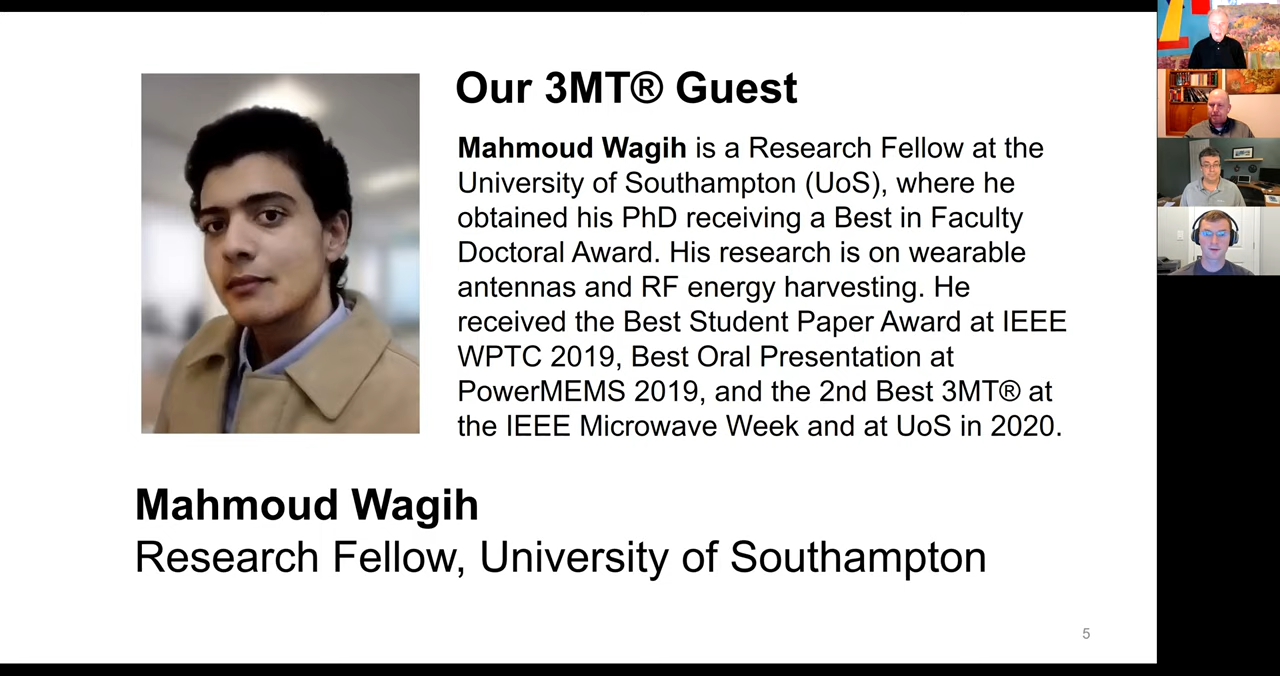 Our 3MT® Guest
Mahmoud Wagih is a Research Fellow at the
University of Southampton (UoS), where he
obtained his PhD receiving a Best in Faculty
Doctoral Award. His research is on wearable
antennas and RF energy harvesting. He
received the Best Student Paper Award at IEEE
WPTC 2019, Best Oral Presentation at
PowerMEMS 2019, and the 2nd Best 3MT® at
the IEEE Microwave Week and at UoS in 2020.
Mahmoud Wagih
Research Fellow, University of Southampton
5